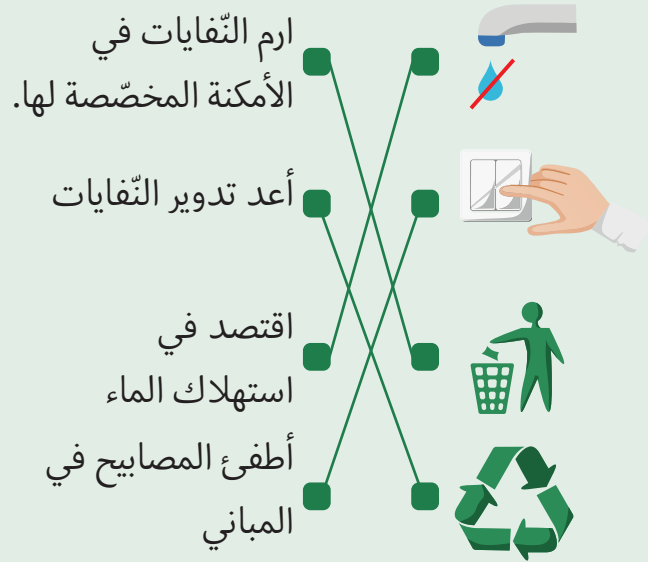 ارم النّفايات في
الأمكنة المخصّصة لها.
أعد تدوير النّفايات
اقتصد في
استهلاك الماء
أطفئ المصابيح في
المباني